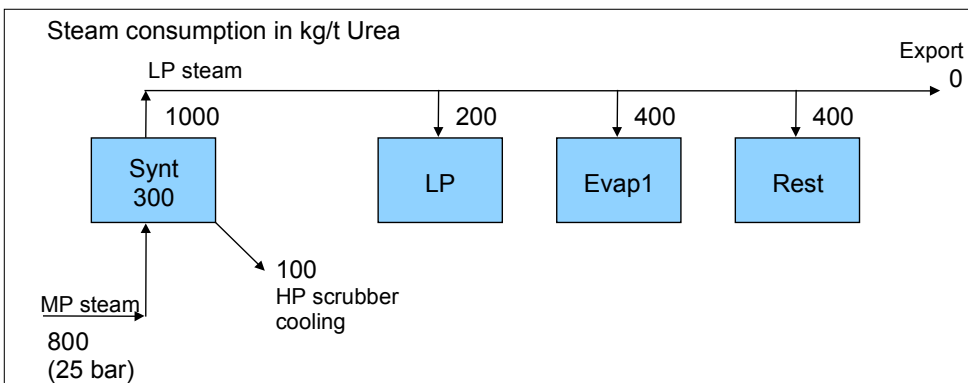 Steam consumption in kg/t Urea
Export
0
LP steam
1000
200
400
400
Synt
300
LP
Evap1
Rest
100
HP scrubber
cooling
MP steam
800
(25 bar)